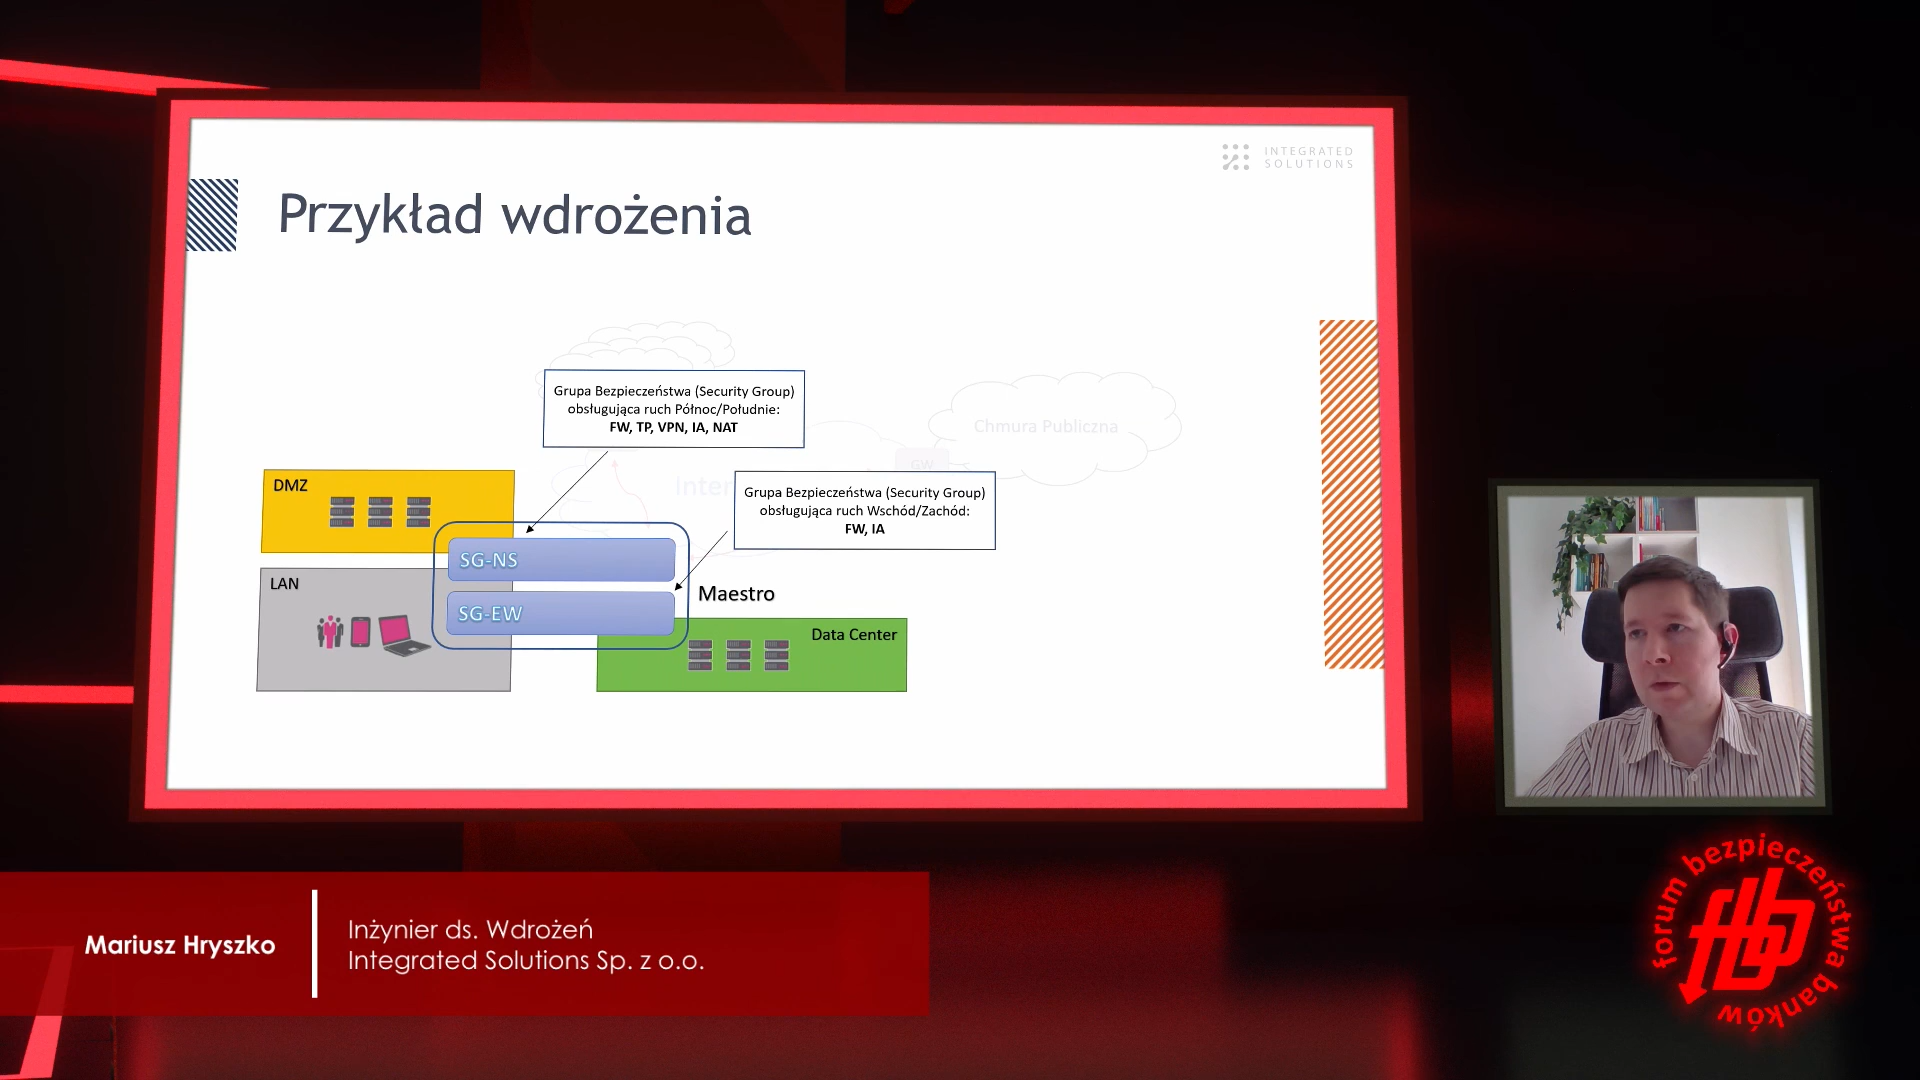 INTEGRATED
SOLUTIONS
Przykład wdrożenia
Grupa Bezpieczeństwa (Security Group)
obsługująca ruch Północ/Południe:
FW, TP, VPN, IA, NAT
Chmura Publiczna
GW
Inter
Grupa Bezpieczeństwa (Security Group)
obsługująca ruch Wschód/Zachód:
FW, IA
DMZ
SG-NS
LAN
SG-EW
Maestro
Data Center
Mariusz Hryszko
Inżynier ds. Wdrożeń
Integrated Solutions Sp. z o.o.
forum bezpieczeństwa banków
fbb